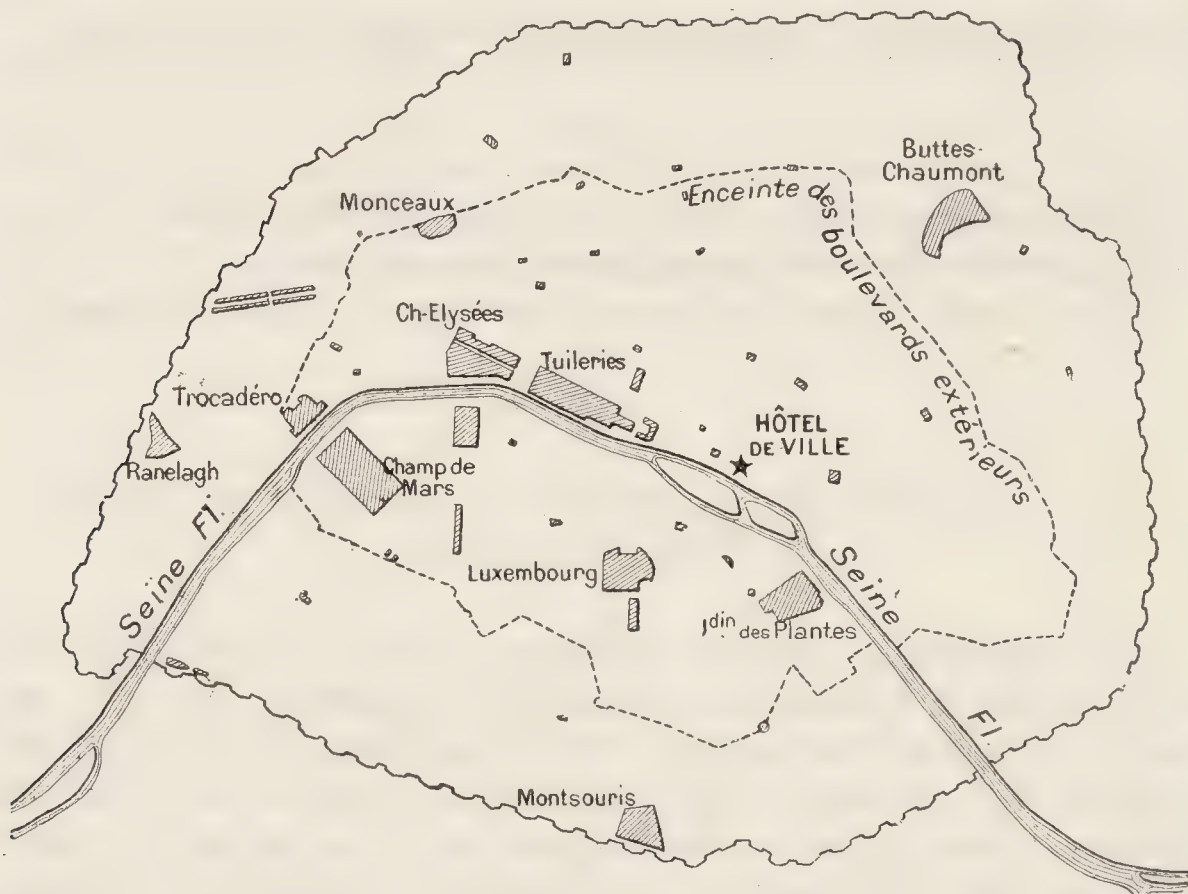 Buttes-
Chaumont
Enceinte des boulevards extérieurs
Monceaux
Ch-Elysées
Tuileries
Trocadéro
HÔTEL
DE VILLE
Ranelagh
Champ de
Mars
Seine Fl.
Luxembourg
Jdin des Plantes
Seine Fl.
Montsouris